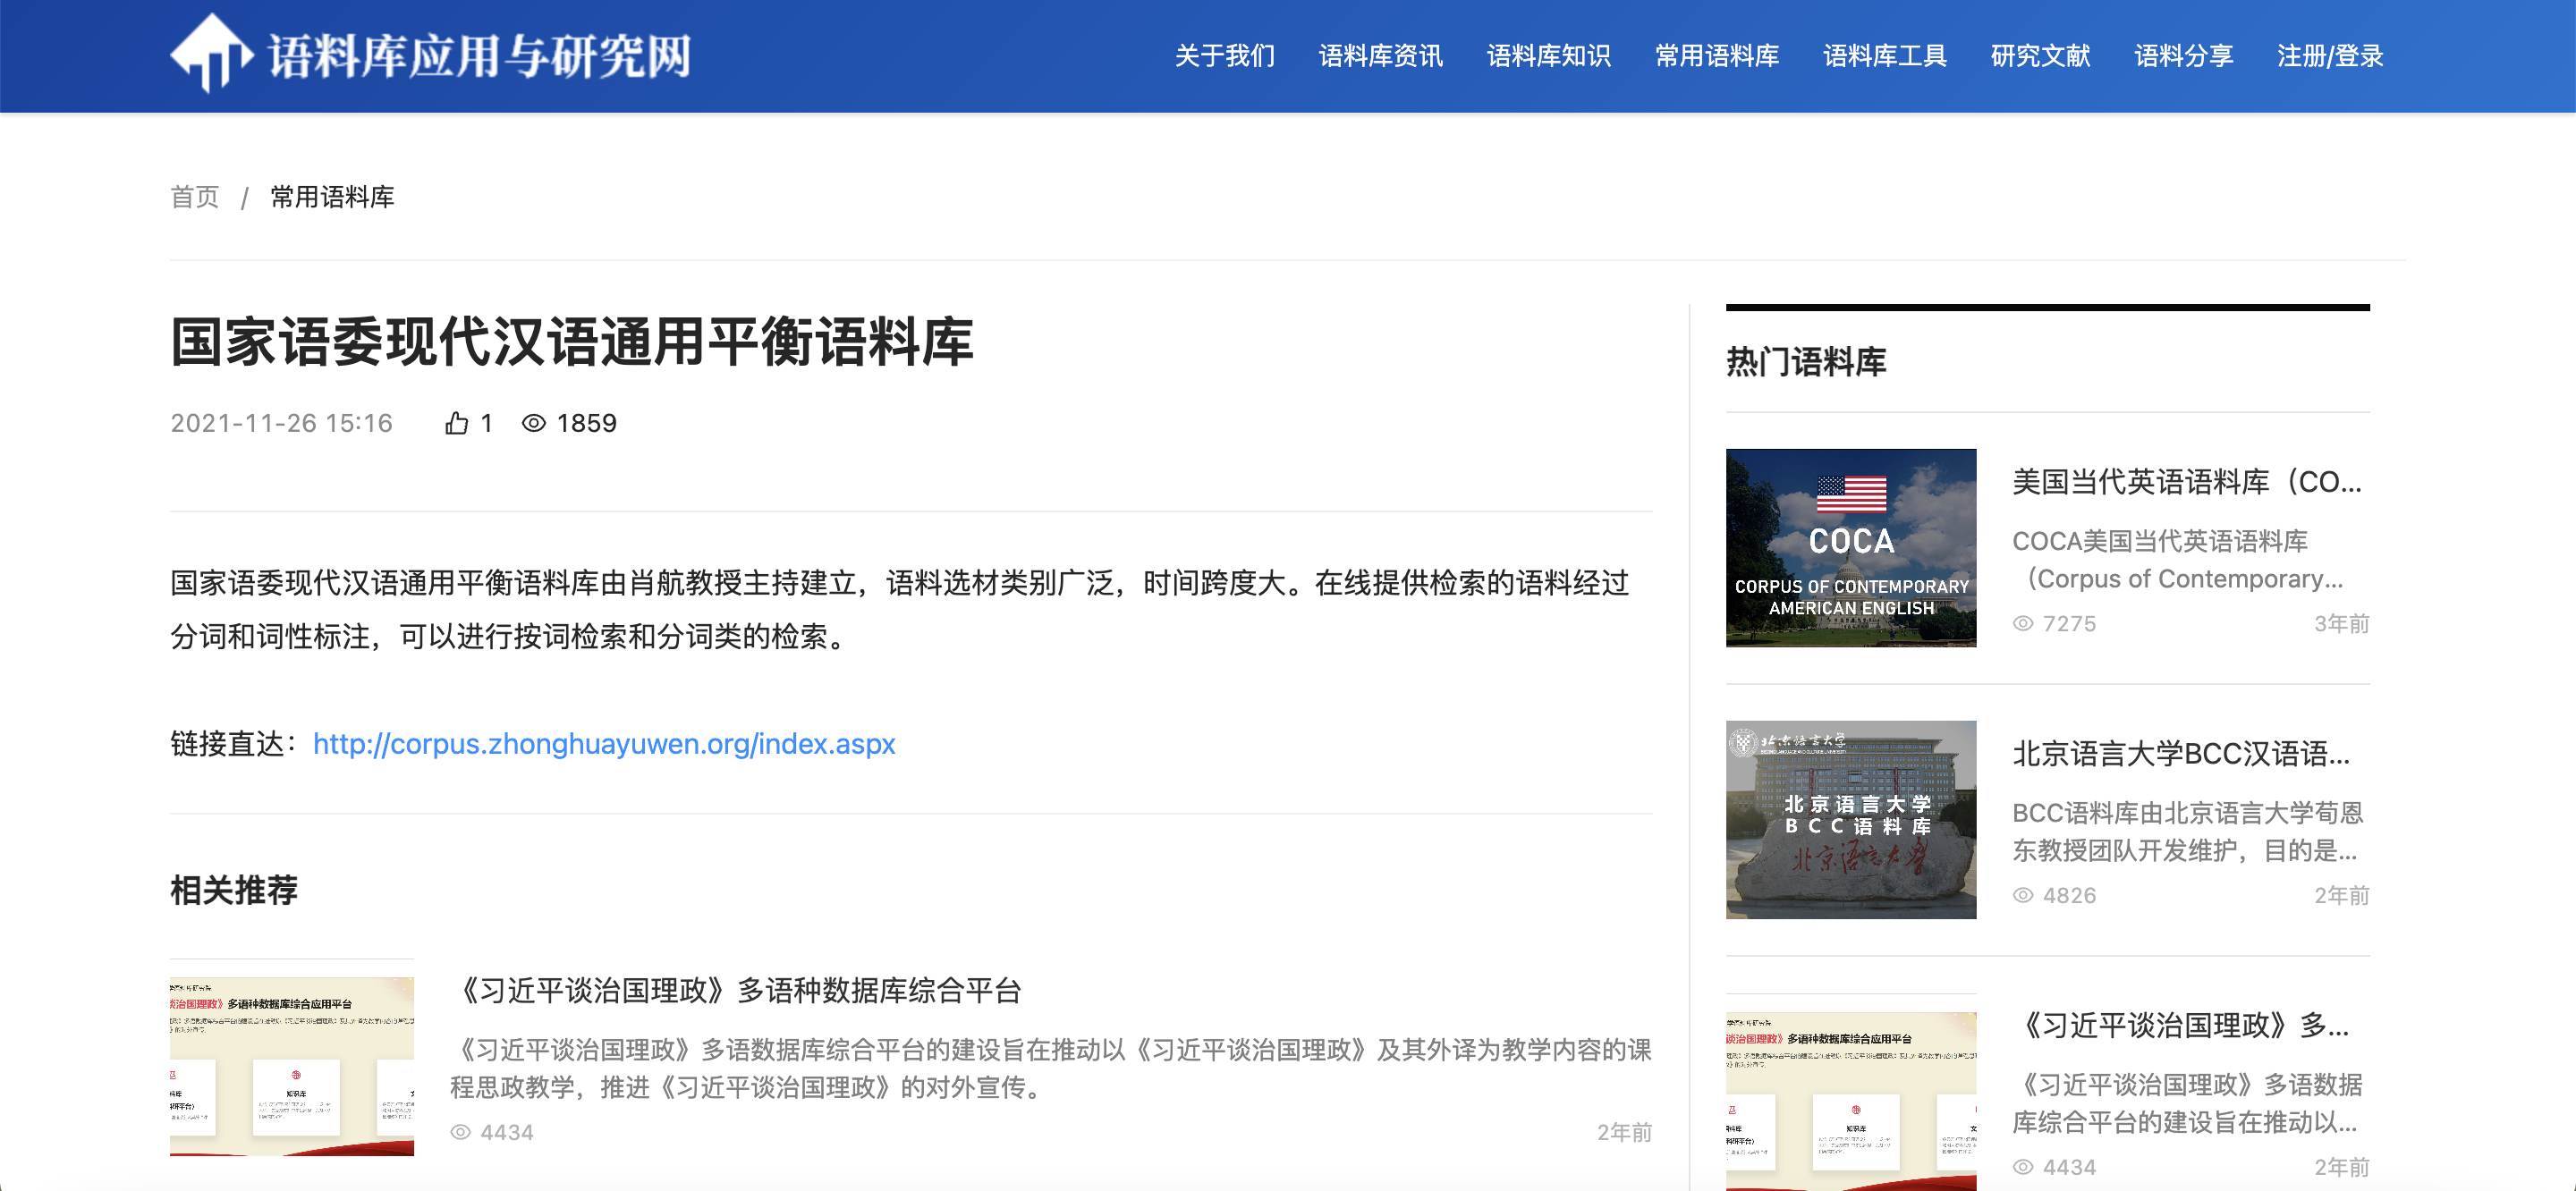 语料库应用与研究网
关于我们 语料库资讯 语料库知识 常用语料库 语料库工具 研究文献 语料分享 注册/登录
首页 / 常用语料库
国家语委现代汉语通用平衡语料库
2021-11-26 15:16 1 1859
国家语委现代汉语通用平衡语料库由肖航教授主持建立，语料选材类别广泛，时间跨度大。在线提供检索的语料经过
分词和词性标注，可以进行按词检索和分词类的检索。
链接直达：http://corpus.zhonghuayuwen.org/index.aspx
相关推荐
《习近平谈治国理政》多语种数据库综合应用平台
知识库
《习近平谈治国理政》多语种数据库综合平台
《习近平谈治国理政》多语数据库综合平台的建设旨在推动以《习近平谈治国理政》及其外译为教学内容的课
程思政教学，推进《习近平谈治国理政》的对外宣传。
4434 2年前
热门语料库
COCA
CORPUS OF CONTEMPORARY
AMERICAN ENGLISH
美国当代英语语料库（CO...
COCA美国当代英语语料库
（Corpus of Contemporary...
7275 3年前
北京语言大学
北京语言大学
BCC语料库
北京语言大学
北京语言大学BCC汉语语...
BCC语料库由北京语言大学荀恩
东教授团队开发维护，目的是...
4826 2年前
谈治国理政》多语种数据库综合应用平台
知识库
《习近平谈治国理政》多...
《习近平谈治国理政》多语数据
库综合平台的建设旨在推动以...
4434 2年前